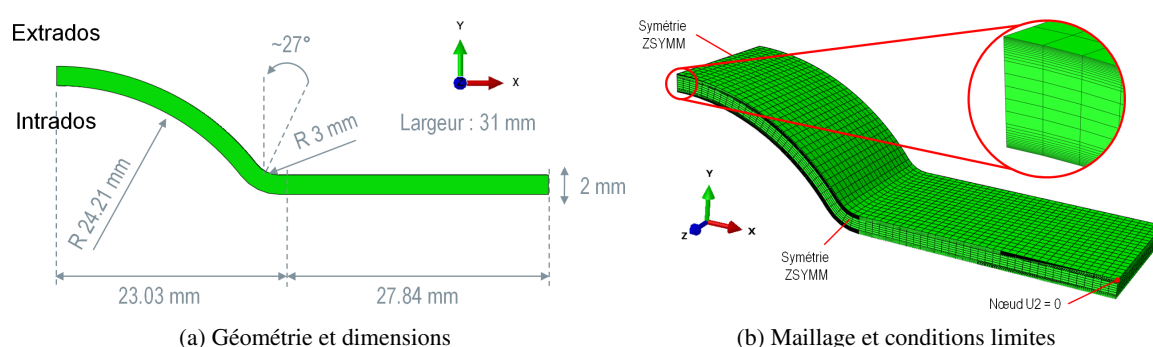 Extrados
Intrados
~27°
Y
X
R 3 mm
Largeur : 31 mm
R 24.21 mm
2 mm
23.03 mm
27.84 mm
(a) Géométrie et dimensions
Symétrie
ZSYMM
Y
X
Z
Symétrie
ZSYMM
Nœud U2 = 0
(b) Maillage et conditions limites